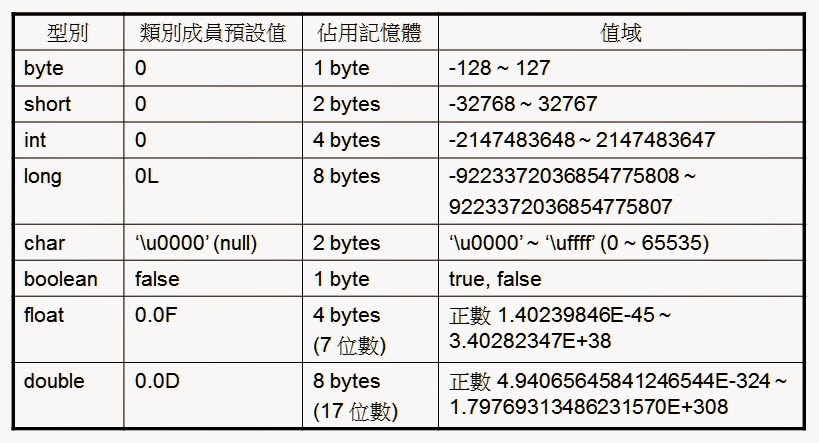 型別 類別成員預設值 佔用記憶體 值域
byte 0 1 byte -128 ~ 127
short 0 2 bytes -32768 ~ 32767
int 0 4 bytes -2147483648 ~ 2147483647
long 0L 8 bytes -9223372036854775808 ~
9223372036854775807
char ‘\u0000’ (null) 2 bytes ‘\u0000’ ~ ‘\uffff’ (0 ~ 65535)
boolean false 1 byte true, false
float 0.0F 4 bytes 正數 1.40239846E-45 ~
(7 位數) 3.40282347E+38
double 0.0D 8 bytes 正數 4.94065645841246544E-324 ~
(17 位數) 1.79769313486231570E+308